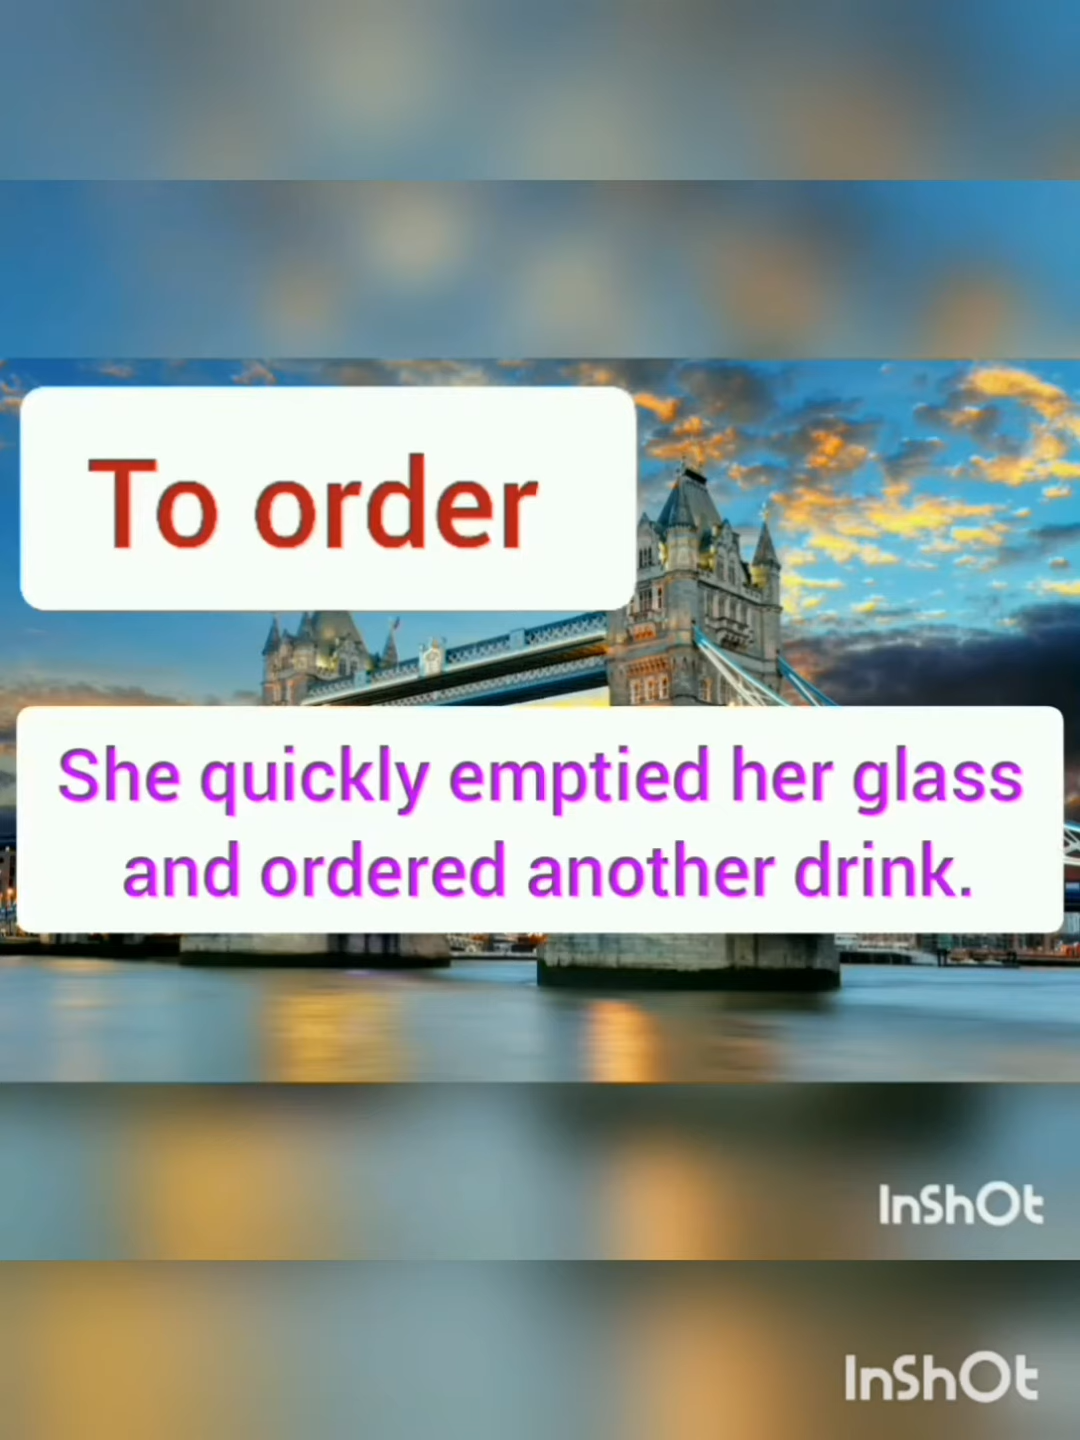 To order
She quickly emptied her glass
and ordered another drink.
InShOt
InShOt